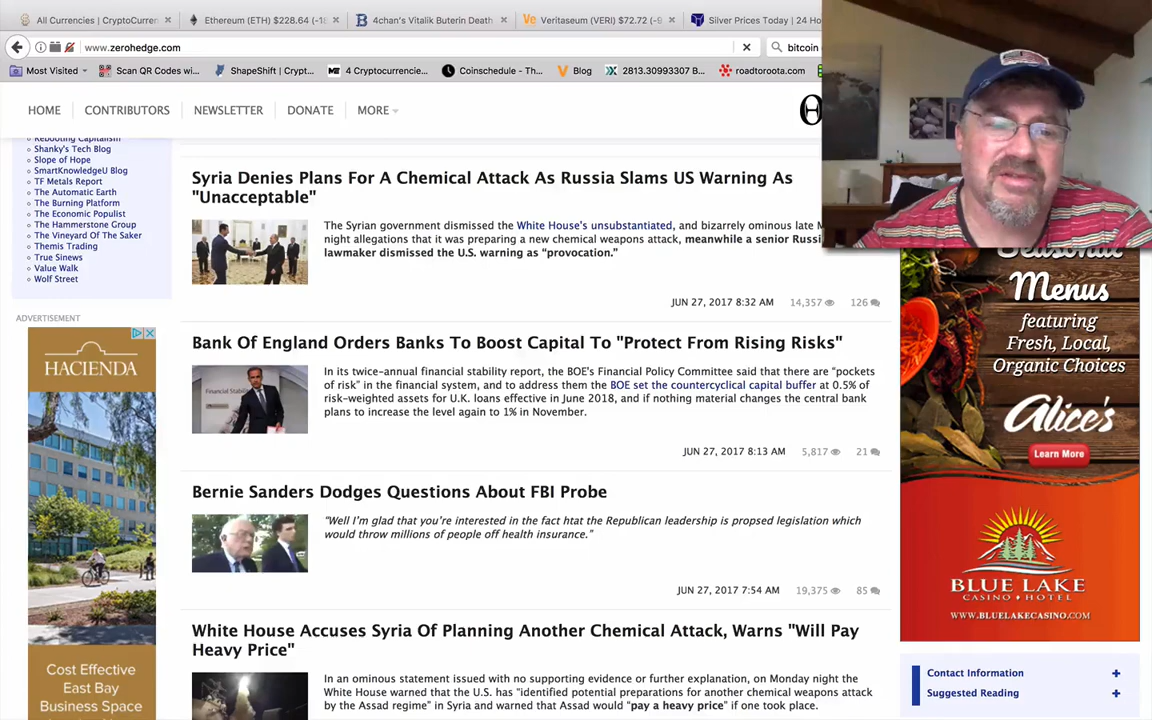 All Currencies | CryptoCurren
Ethereum (ETH) $228.64 (-1
4chan's Vitalik Buterin Death
Veritaseum (VERI) $72.72 (-9
Silver Prices Today | 24 Ho
www.zerohedge.com
bitcoin
Most Visited
Scan QR Codes wi...
ShapeShift | Crypt...
4 Cryptocurrencie...
Coinschedule - Th...
Blog
2813.30993307 B...
roadtoroota.com
HOME
CONTRIBUTORS
NEWSLETTER
DONATE
MORE
Rebooting Capitalism
Shanky's Tech Blog
Slope of Hope
SmartKnowledgeU Blog
TF Metals Report
The Automatic Earth
The Burning Platform
The Economic Populist
The Hammerstone Group
The Vineyard Of The Saker
Themis Trading
True Sinews
Value Walk
Wolf Street
ADVERTISEMENT
HACIENDA
Cost Effective
East Bay
Business Space
Syria Denies Plans For A Chemical Attack As Russia Slams US Warning As
"Unacceptable"
The Syrian government dismissed the White House's unsubstantiated, and bizarrely ominous late M
night allegations that it was preparing a new chemical weapons attack, meanwhile a senior Russi
lawmaker dismissed the U.S. warning as “provocation.”
JUN 27, 2017 8:32 AM 14,357 126
Bank Of England Orders Banks To Boost Capital To "Protect From Rising Risks"
Financial Stability
In its twice-annual financial stability report, the BOE's Financial Policy Committee said that there are “pockets
of risk” in the financial system, and to address them the BOE set the countercyclical capital buffer at 0.5% of
risk-weighted assets for U.K. loans effective in June 2018, and if nothing material changes the central bank
plans to increase the level again to 1% in November.
JUN 27, 2017 8:13 AM 5,817 21
Bernie Sanders Dodges Questions About FBI Probe
“Well I’m glad that you’re interested in the fact htat the Republican leadership is propsed legislation which
would throw millions of people off health insurance.”
JUN 27, 2017 7:54 AM 19,375 85
White House Accuses Syria Of Planning Another Chemical Attack, Warns "Will Pay
Heavy Price"
In an ominous statement issued with no supporting evidence or further explanation, on Monday night the
White House warned that the U.S. has “identified potential preparations for another chemical weapons attack
by the Assad regime” in Syria and warned that Assad would “pay a heavy price” if one took place.
Seasonal
Menus
featuring
Fresh, Local,
Organic Choices
Alice's
Learn More
BLUE LAKE
CASINO • HOTEL
WWW.BLUELAKECASINO.COM
Contact Information +
Suggested Reading +